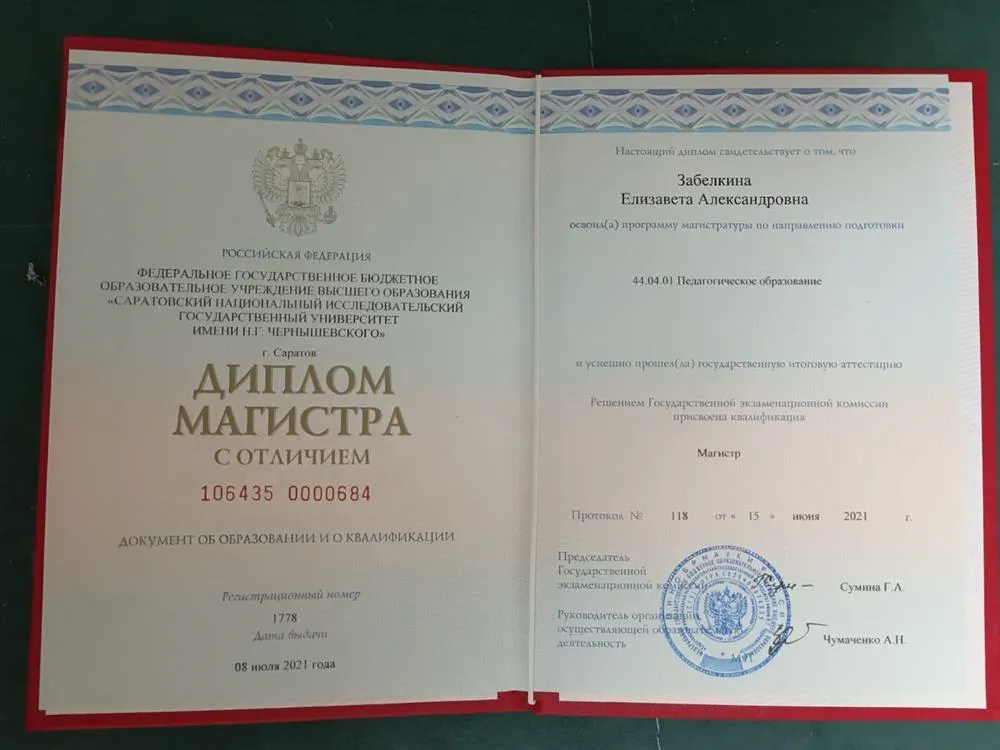 РОССИЙСКАЯ ФЕДЕРАЦИЯ
ФЕДЕРАЛЬНОЕ ГОСУДАРСТВЕННОЕ БЮДЖЕТНОЕ
ОБРАЗОВАТЕЛЬНОЕ УЧРЕЖДЕНИЕ ВЫСШЕГО ОБРАЗОВАНИЯ
«САРАТОВСКИЙ НАЦИОНАЛЬНЫЙ ИССЛЕДОВАТЕЛЬСКИЙ
ГОСУДАРСТВЕННЫЙ УНИВЕРСИТЕТ
ИМЕНИ Н.Г. ЧЕРНЫШЕВСКОГО»
г. Саратов
ДИПЛОМ
МАГИСТРА
С ОТЛИЧИЕМ
106435 0000684
ДОКУМЕНТ ОБ ОБРАЗОВАНИИ И О КВАЛИФИКАЦИИ
Регистрационный номер
1778
Дата выдачи
08 июля 2021 года
Настоящий диплом свидетельствует о том, что
Забелкина
Елизавета Александровна
освоил(а) программу магистратуры по направлению подготовки
44.04.01 Педагогическое образование
и успешно прошел(ла) государственную итоговую аттестацию
Решением Государственной экзаменационной комиссии
присвоена квалификация
Магистр
Протокол № 118 от « 15 » июня 2021 г.
Председатель
Государственной
экзаменационной комиссии
Сумина Г.А.
Руководитель организации,
осуществляющей образовательную
деятельность
Чумаченко А.Н.
М.П.